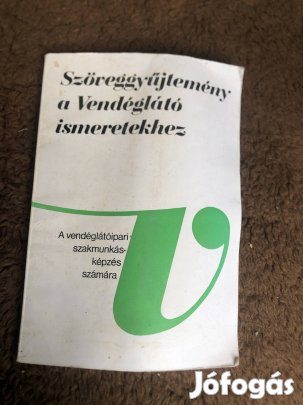 Szöveggyűjtemény
a Vendéglátó
ismeretekhez
v
A vendéglátóipari
szakmunkás-
képzés
számára
Jófogás